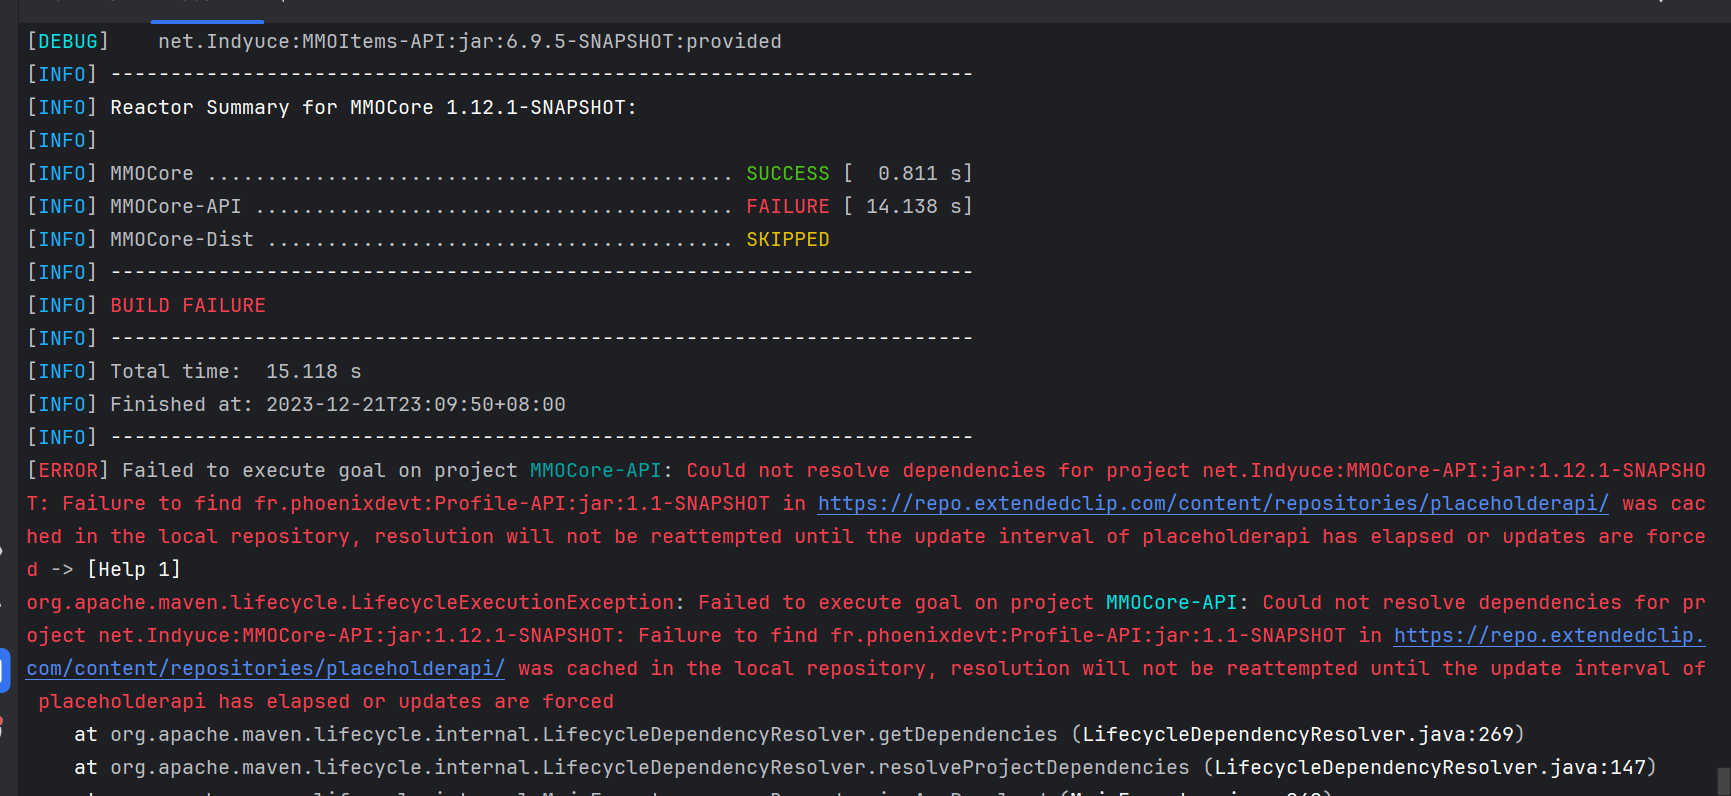 [DEBUG]    net.Indyuce:MMOItems-API:jar:6.9.5-SNAPSHOT:provided
[INFO] ------------------------------------------------------------------------
[INFO] Reactor Summary for MMOCore 1.12.1-SNAPSHOT:
[INFO]
[INFO] MMOCore ............................................ SUCCESS [  0.811 s]
[INFO] MMOCore-API ........................................ FAILURE [ 14.138 s]
[INFO] MMOCore-Dist ....................................... SKIPPED
[INFO] ------------------------------------------------------------------------
[INFO] BUILD FAILURE
[INFO] ------------------------------------------------------------------------
[INFO] Total time:  15.118 s
[INFO] Finished at: 2023-12-21T23:09:50+08:00
[INFO] ------------------------------------------------------------------------
[ERROR] Failed to execute goal on project MMOCore-API: Could not resolve dependencies for project net.Indyuce:MMOCore-API:jar:1.12.1-SNAPSHO
T: Failure to find fr.phoenixdevt:Profile-API:jar:1.1-SNAPSHOT in https://repo.extendedclip.com/content/repositories/placeholderapi/ was cac
hed in the local repository, resolution will not be reattempted until the update interval of placeholderapi has elapsed or updates are force
d -> [Help 1]
org.apache.maven.lifecycle.LifecycleExecutionException: Failed to execute goal on project MMOCore-API: Could not resolve dependencies for pr
oject net.Indyuce:MMOCore-API:jar:1.12.1-SNAPSHOT: Failure to find fr.phoenixdevt:Profile-API:jar:1.1-SNAPSHOT in https://repo.extendedclip.
com/content/repositories/placeholderapi/ was cached in the local repository, resolution will not be reattempted until the update interval of
 placeholderapi has elapsed or updates are forced
    at org.apache.maven.lifecycle.internal.LifecycleDependencyResolver.getDependencies (LifecycleDependencyResolver.java:269)
    at org.apache.maven.lifecycle.internal.LifecycleDependencyResolver.resolveProjectDependencies (LifecycleDependencyResolver.java:147)